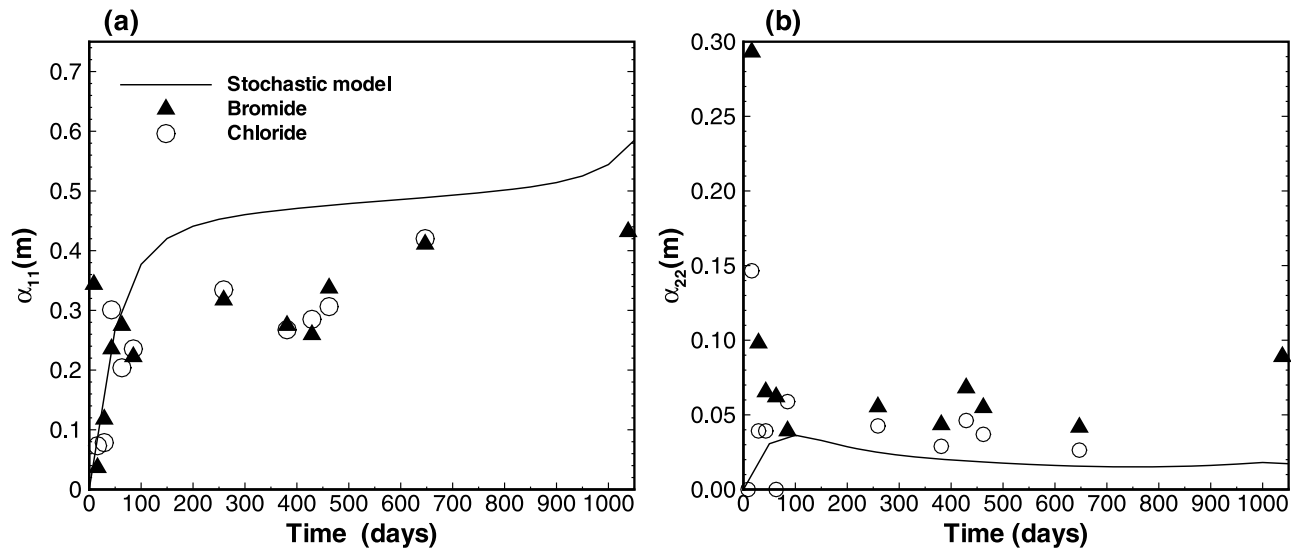 (a)
0.7
0.6
0.5
0.4
0.3
0.2
0.1
0
α11(m)
Stochastic model
Bromide
Chloride
0 100 200 300 400 500 600 700 800 900 1000
Time (days)
(b)
0.30
0.25
0.20
0.15
0.10
0.05
0.00
α22(m)
0 100 200 300 400 500 600 700 800 900 1000
Time (days)